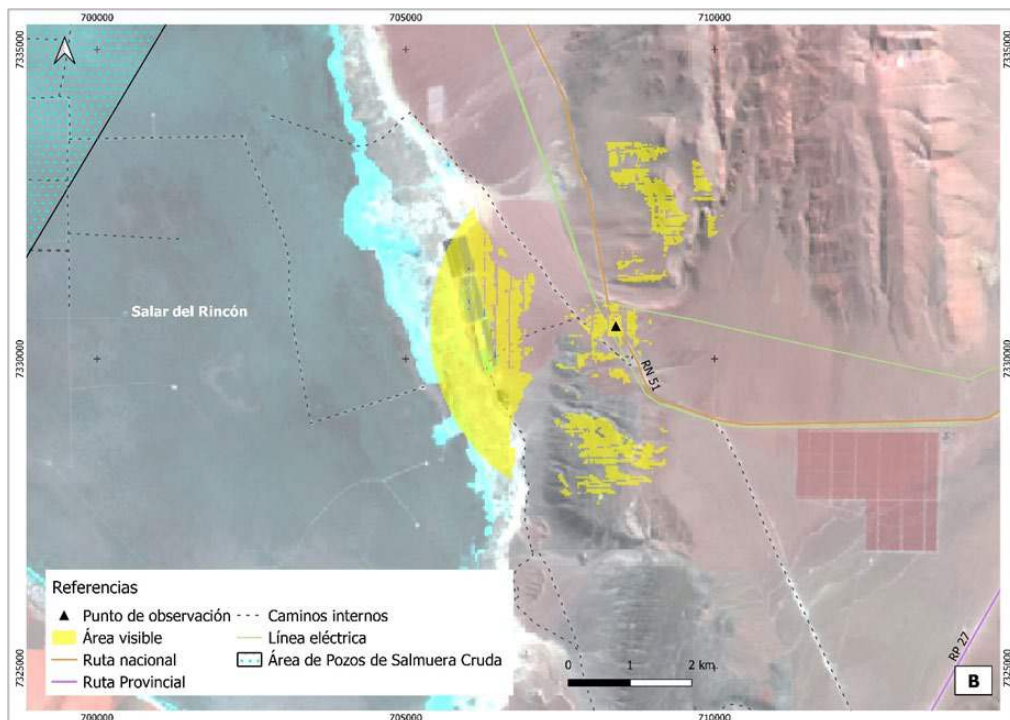 700000
705000
710000
7335000
7335000
Salar del Rincón
7330000
7330000
RN 51
Referencias
Punto de observación
Caminos internos
Área visible
Línea eléctrica
Ruta nacional
Área de Pozos de Salmuera Cruda
Ruta Provincial
0 1 2 km.
RP 27
B
7325000
7325000
700000
705000
710000